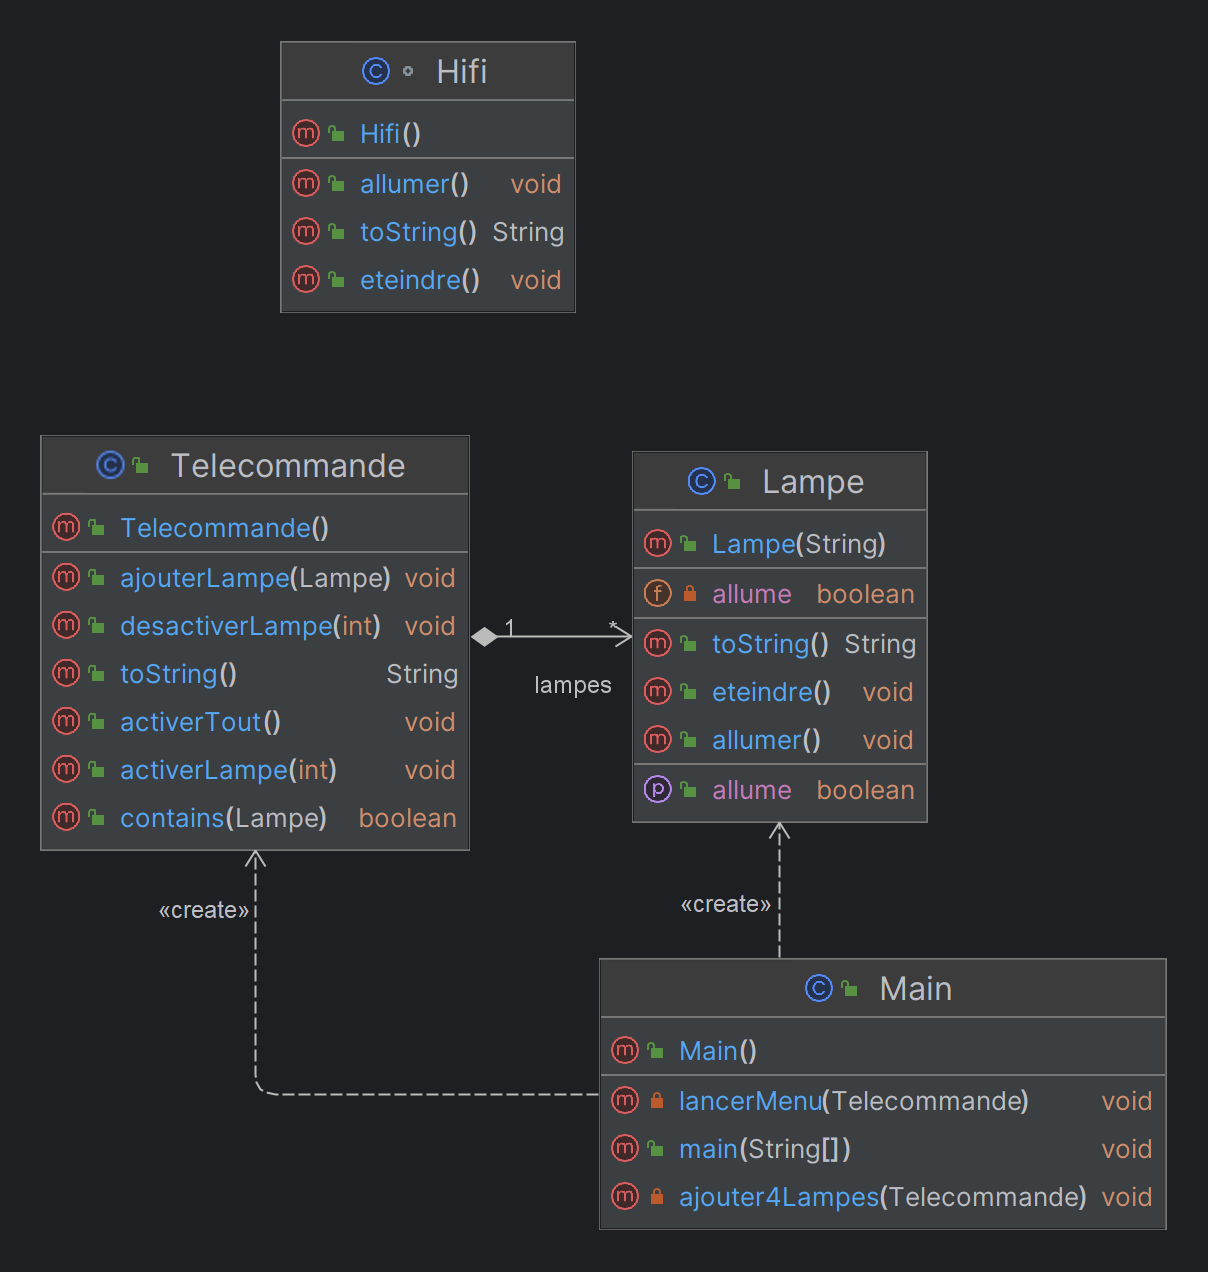 Hifi
Hifi()
allumer() void
toString() String
eteindre() void
Telecommande
Telecommande()
ajouterLampe(Lampe) void
desactiverLampe(int) void
toString() String
activerTout() void
activerLampe(int) void
contains(Lampe) boolean
1
*
lampes
Lampe
Lampe(String)
allume boolean
toString() String
eteindre() void
allumer() void
allume boolean
«create»
«create»
Main
Main()
lancerMenu(Telecommande) void
main(String[]) void
ajouter4Lampes(Telecommande) void